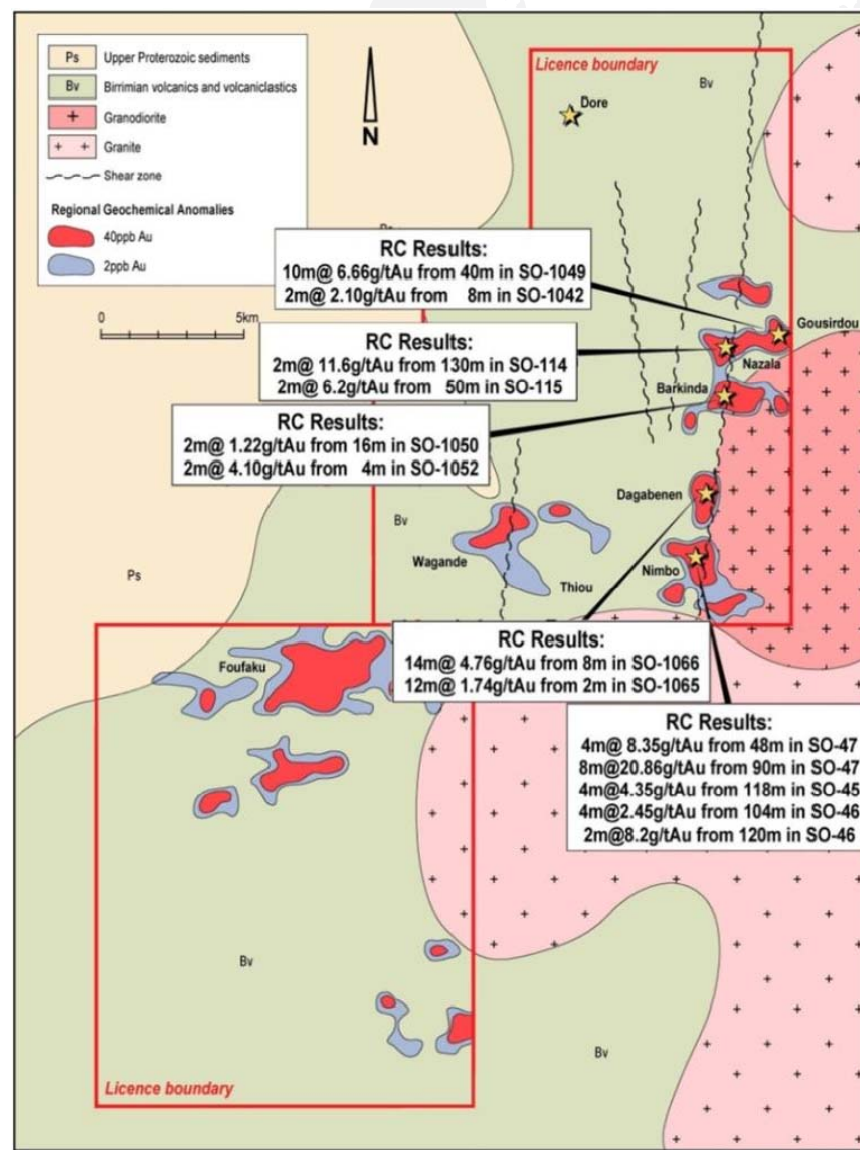 Ps Upper Proterozoic sediments
Bv Birrimian volcanics and volcaniclastics
Granodiorite
Granite
Shear zone
Regional Geochemical Anomalies
40ppb Au
2ppb Au
N
0 5km
Licence boundary
Bv
Dore
RC Results:
10m@ 6.66g/tAu from 40m in SO-1049
2m@ 2.10g/tAu from 8m in SO-1042
Gousirdou
Nazala
RC Results:
2m@ 11.6g/tAu from 130m in SO-114
2m@ 6.2g/tAu from 50m in SO-115
Barkinda
RC Results:
2m@ 1.22g/tAu from 16m in SO-1050
2m@ 4.10g/tAu from 4m in SO-1052
Dagabenen
Bv
Wagande
Thiou
Nimbo
Ps
RC Results:
14m@ 4.76g/tAu from 8m in SO-1066
12m@ 1.74g/tAu from 2m in SO-1065
Foufaku
RC Results:
4m@ 8.35g/tAu from 48m in SO-47
8m@20.86g/tAu from 90m in SO-47
4m@4.35g/tAu from 118m in SO-45
4m@2.45g/tAu from 104m in SO-46
2m@8.2g/tAu from 120m in SO-46
Bv
Bv
Licence boundary